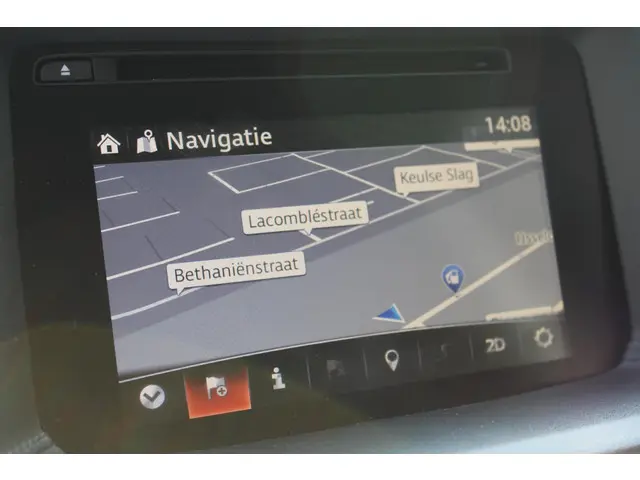 Navigatie
14:08
Keulse Slag
Lacombléstraat
Bethaniënstraat
2D